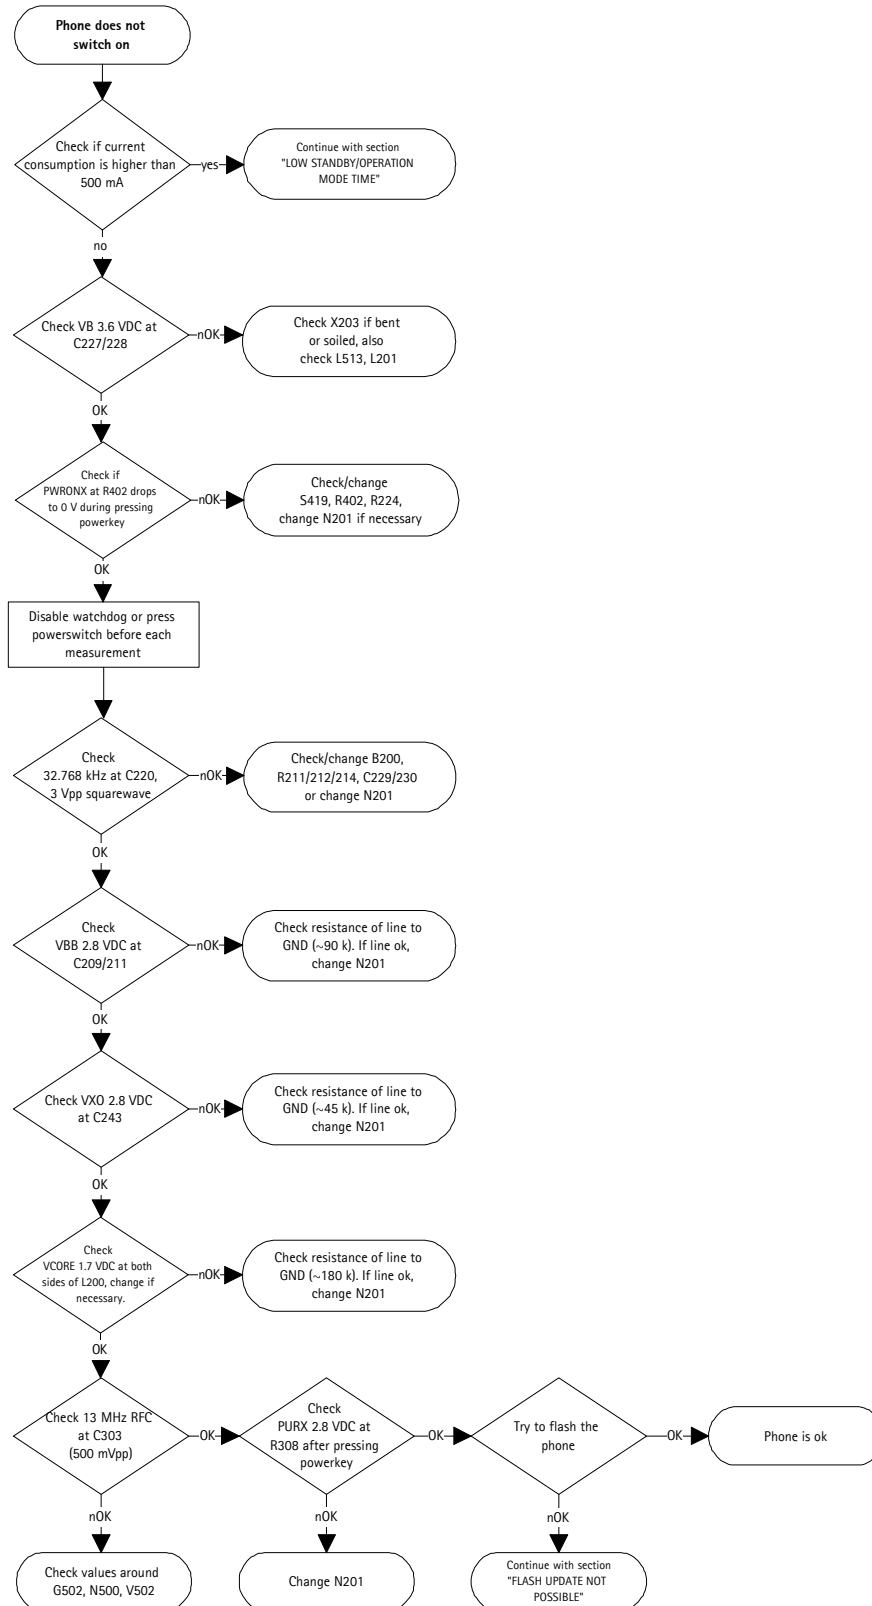 Phone does not
switch on
Check if current
consumption is higher than
500 mA
yes
Continue with section
"LOW STANDBY/OPERATION
MODE TIME"
no
Check VB 3.6 VDC at
C227/228
nOK
Check X203 if bent
or soiled, also
check L513, L201
OK
Check if
PWRONX at R402 drops
to 0 V during pressing
powerkey
nOK
Check/change
S419, R402, R224,
change N201 if necessary
OK
Disable watchdog or press
powerswitch before each
measurement
Check
32.768 kHz at C220,
3 Vpp squarewave
nOK
Check/change B200,
R211/212/214, C229/230
or change N201
OK
Check
VBB 2.8 VDC at
C209/211
nOK
Check resistance of line to
GND (~90 k). If line ok,
change N201
OK
Check VXO 2.8 VDC
at C243
nOK
Check resistance of line to
GND (~45 k). If line ok,
change N201
OK
Check
VCORE 1.7 VDC at both
sides of L200, change if
necessary.
nOK
Check resistance of line to
GND (~180 k). If line ok,
change N201
OK
Check 13 MHz RFC
at C303
(500 mVpp)
OK
Check
PURX 2.8 VDC at
R308 after pressing
powerkey
OK
Try to flash the
phone
OK
Phone is ok
nOK
nOK
nOK
Check values around
G502, N500, V502
Change N201
Continue with section
"FLASH UPDATE NOT
POSSIBLE"